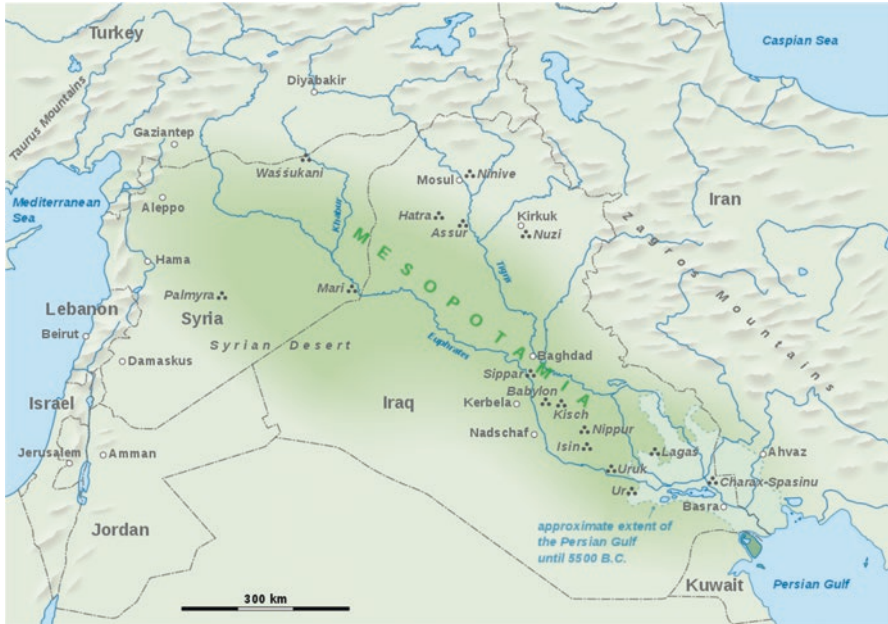 Turkey
Caspian Sea
Diyabakir
Taurus Mountains
Gaziantep
Wassukani
Mosul
Ninive
Iran
Mediterranean
Sea
Aleppo
Khabur
Hatra
Assur
Kirkuk
Nuzi
Tigris
Zagros Mountains
MESOPOTAMIA
Hama
Palmyra
Mari
Lebanon
Syria
Beirut
Syrian Desert
Euphrates
Baghdad
Damaskus
Sippar
Babylon
Israel
Iraq
Kerbela
Kisch
Nadschaf
Nippur
Isin
Lagas
Ahvaz
Jerusalem
Amman
Uruk
Charax-Spasinu
Ur
Basra
Jordan
approximate extent of
the Persian Gulf
until 5500 B.C.
Kuwait
Persian Gulf
300 km